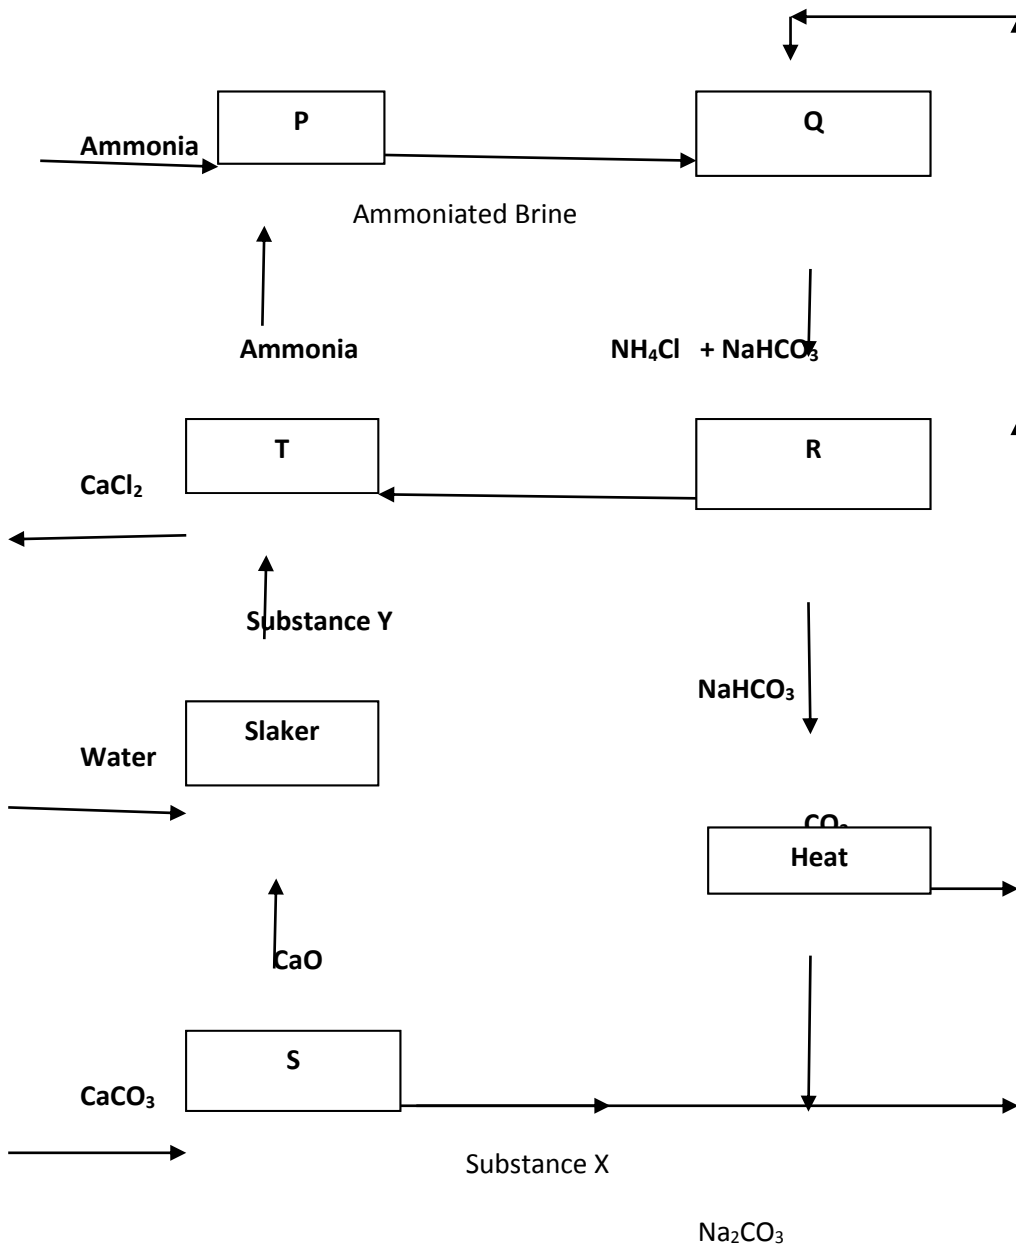 P
Q
Ammonia
Ammoniated Brine
Ammonia
NH₄Cl + NaHCO₃
T
R
CaCl₂
Substance Y
NaHCO₃
Slaker
Water
CO₂
Heat
CaO
S
CaCO₃
Substance X
Na₂CO₃